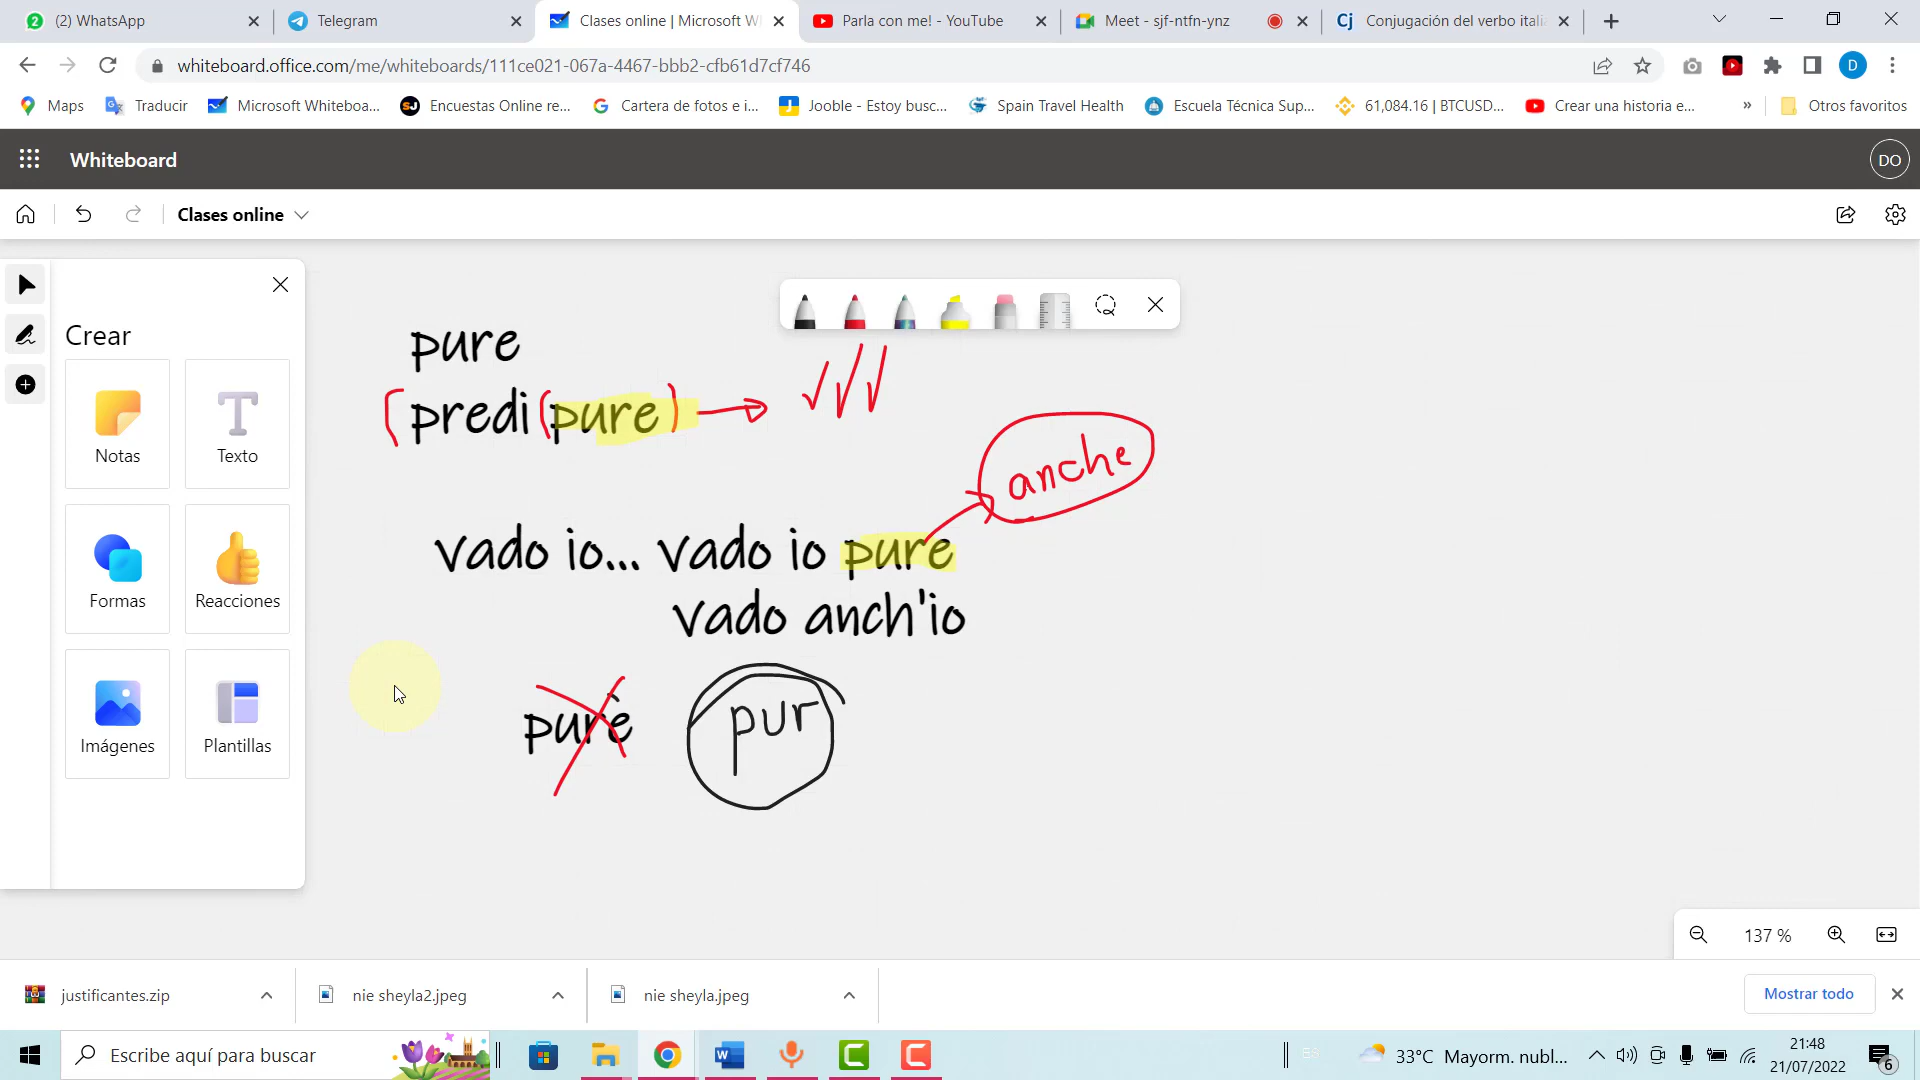 (2) WhatsApp
Telegram
Clases online | Microsoft W
Parla con me! - YouTube
Meet - sjf-ntfn-ynz
Cj Conjugación del verbo itali
whiteboard.office.com/me/whiteboards/111ce021-067a-4467-bbb2-cfb61d7cf746
D
Maps
Traducir
Microsoft Whiteboa...
SJ Encuestas Online re...
Cartera de fotos e i...
Jooble - Estoy busc...
Spain Travel Health
Escuela Técnica Sup...
61,084.16 | BTCUSD...
Crear una historia e...
»
Otros favoritos
Whiteboard
DO
Clases online
Crear
Notas
Texto
Formas
Reacciones
Imágenes
Plantillas
pure
(predi(pure)
anche
vado io... vado io pure
vado anch'io
purè
pur
137 %
justificantes.zip
nie sheyla2.jpeg
nie sheyla.jpeg
Mostrar todo
Escribe aquí para buscar
33°C Mayorm. nubl...
21:48
21/07/2022
6